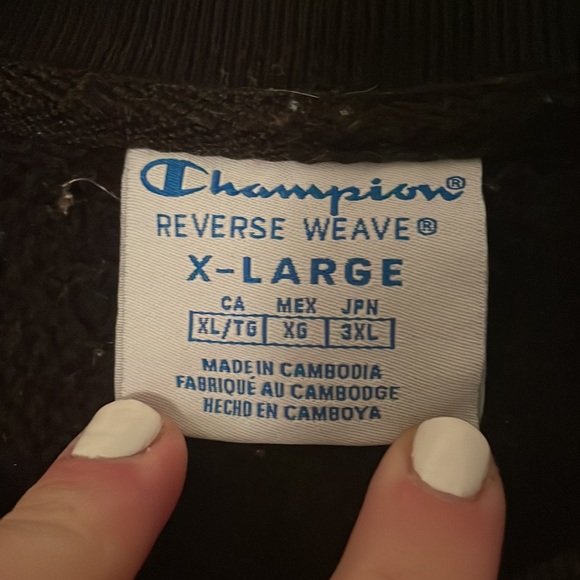 Champion®
REVERSE WEAVE®
X-LARGE
CA MEX JPN
XL/TG XG 3XL
MADE IN CAMBODIA
FABRIQUÉ AU CAMBODGE
HECHO EN CAMBOYA